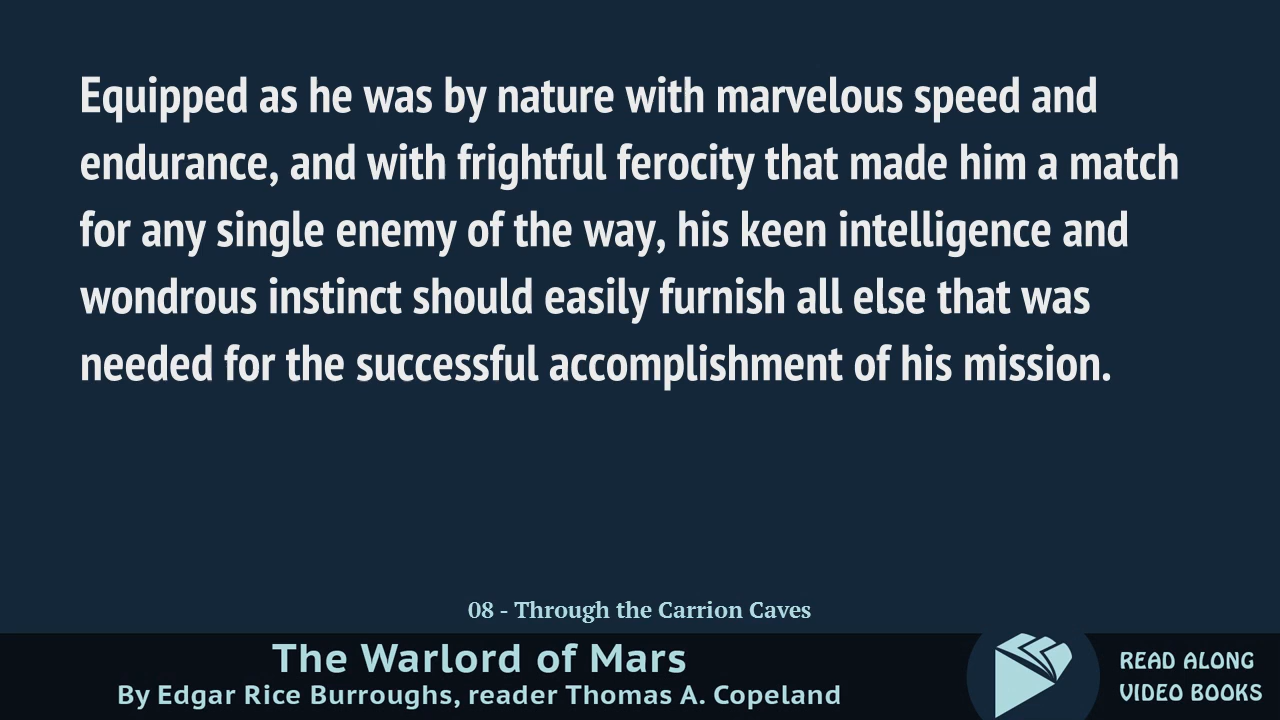 Equipped as he was by nature with marvelous speed and
endurance, and with frightful ferocity that made him a match
for any single enemy of the way, his keen intelligence and
wondrous instinct should easily furnish all else that was
needed for the successful accomplishment of his mission.
08 - Through the Carrion Caves
The Warlord of Mars
By Edgar Rice Burroughs, reader Thomas A. Copeland
READ ALONG
VIDEO BOOKS